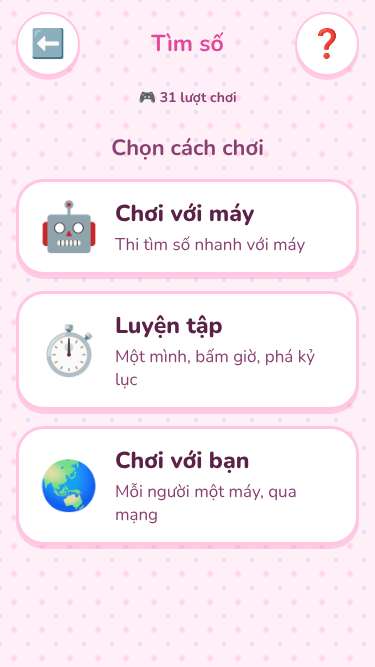 Tìm số
31 lượt chơi
Chọn cách chơi
Chơi với máy
Thi tìm số nhanh với máy
Luyện tập
Một mình, bấm giờ, phá kỷ
lục
Chơi với bạn
Mỗi người một máy, qua
mạng